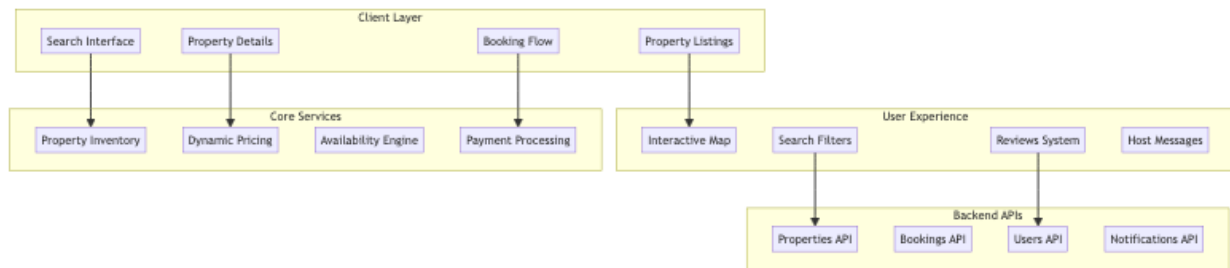 Client Layer
Search Interface
Property Details
Booking Flow
Property Listings
Core Services
Property Inventory
Dynamic Pricing
Availability Engine
Payment Processing
User Experience
Interactive Map
Search Filters
Reviews System
Host Messages
Backend APIs
Properties API
Bookings API
Users API
Notifications API